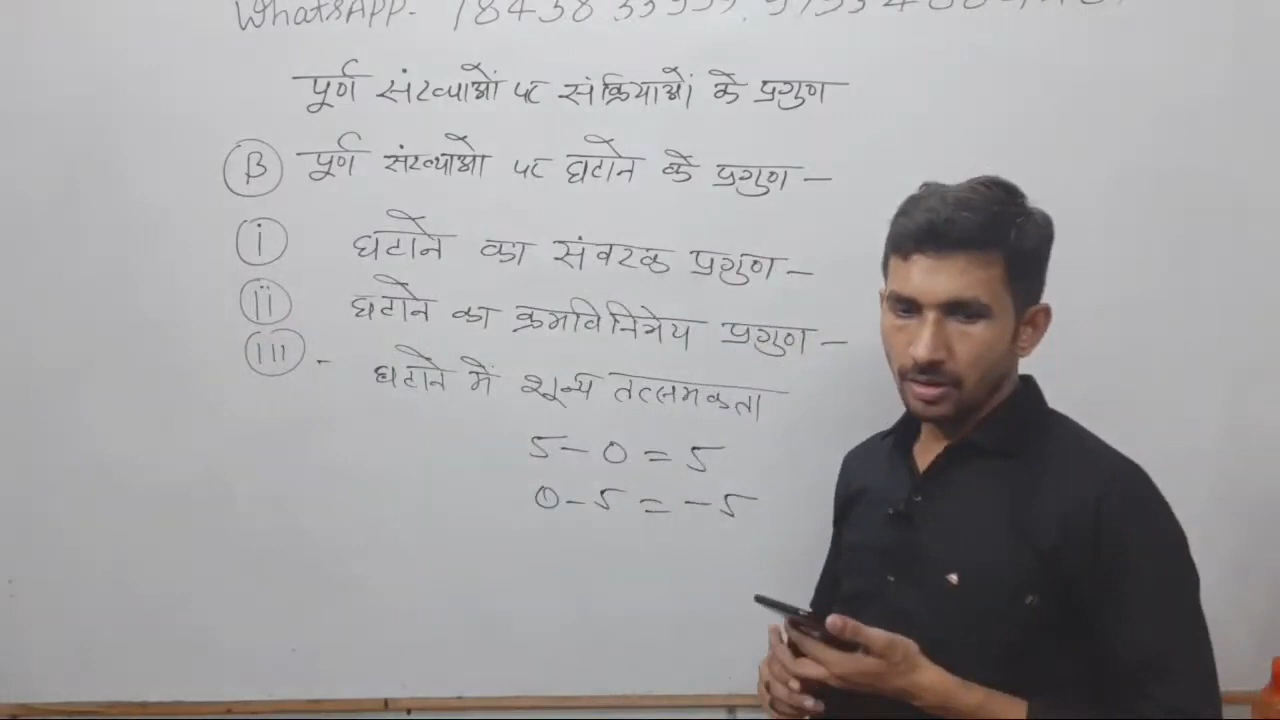 WhatsAPP-
पूर्ण संख्याओं पर संक्रियाओं के प्रगुण
B पूर्ण संख्याओ पर घटाने के प्रगुण –
i घटाने का संवरक प्रगुण –
ii घटाने का क्रमविनिमेय प्रगुण –
iii - घटाने में शून्य तत्समकता
5 - 0 = 5
0 - 5 = - 5